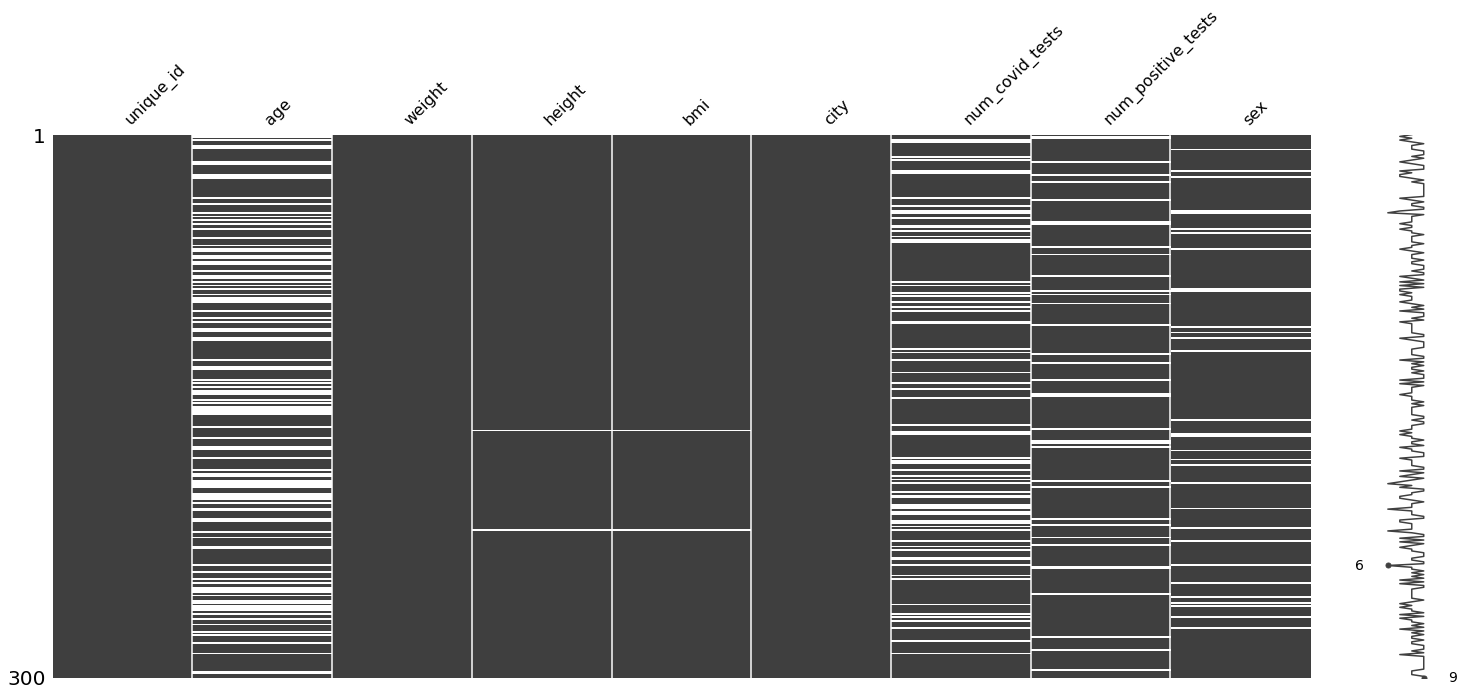 unique_id
age
weight
height
bmi
city
num_covid_tests
num_positive_tests
sex
1
6
300
9